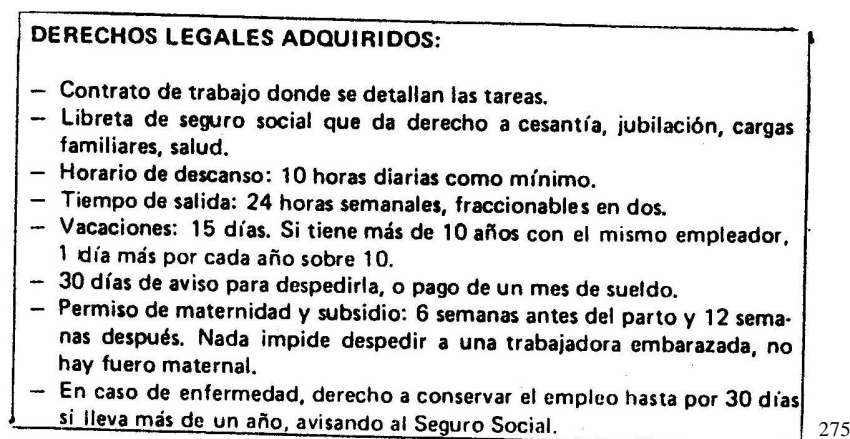 DERECHOS LEGALES ADQUIRIDOS:
— Contrato de trabajo donde se detallan las tareas.
— Libreta de seguro social que da derecho a cesantía, jubilación, cargas
familiares, salud.
— Horario de descanso: 10 horas diarias como mínimo.
— Tiempo de salida: 24 horas semanales, fraccionables en dos.
— Vacaciones: 15 días. Si tiene más de 10 años con el mismo empleador,
1 día más por cada año sobre 10.
— 30 días de aviso para despedirla, o pago de un mes de sueldo.
— Permiso de maternidad y subsidio: 6 semanas antes del parto y 12 sema-
nas después. Nada impide despedir a una trabajadora embarazada, no
hay fuero maternal.
— En caso de enfermedad, derecho a conservar el empleo hasta por 30 días
si lleva más de un año, avisando al Seguro Social.
275